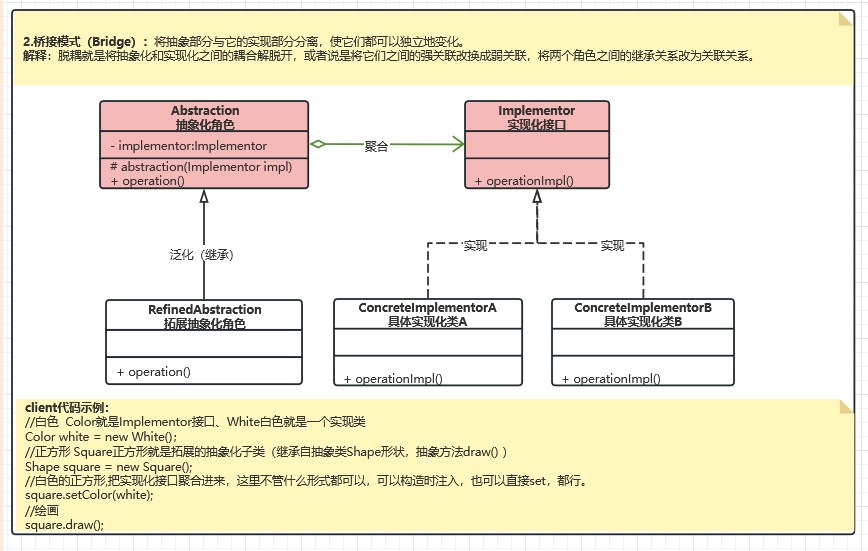 2.桥接模式（Bridge）：将抽象部分与它的实现部分分离，使它们都可以独立地变化。
解释：脱耦就是将抽象化和实现化之间的耦合解脱开，或者说是将它们之间的强关联改换成弱关联，将两个角色之间的继承关系改为关联关系。
Abstraction
抽象化角色
- implementor:Implementor
# abstraction(Implementor impl)
+ operation()
聚合
Implementor
实现化接口
+ operationImpl()
泛化（继承）
实现
实现
RefinedAbstraction
拓展抽象化角色
+ operation()
ConcreteImplementorA
具体实现化类A
+ operationImpl()
ConcreteImplementorB
具体实现化类B
+ operationImpl()
client代码示例：
//白色 Color就是Implementor接口、White白色就是一个实现类
Color white = new White();
//正方形 Square正方形就是拓展的抽象化子类（继承自抽象类Shape形状，抽象方法draw() ）
Shape square = new Square();
//白色的正方形,把实现化接口聚合进来，这里不管什么形式都可以，可以构造时注入，也可以直接set，都行。
square.setColor(white);
//绘画
square.draw();